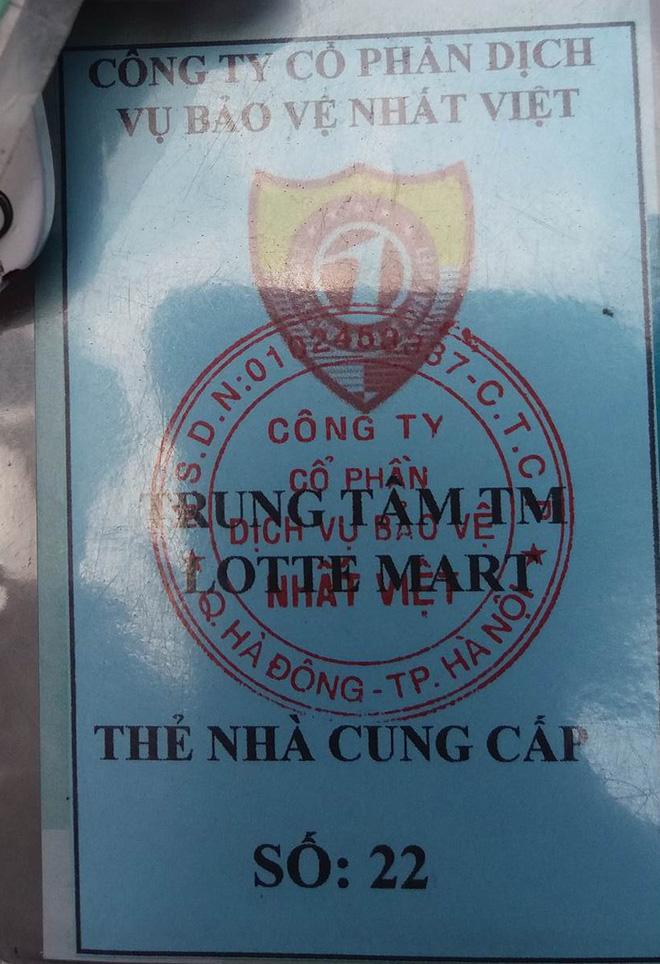 CÔNG TY CỔ PHẦN DỊCH
VỤ BẢO VỆ NHẤT VIỆT
1
CÔNG TY
CỔ PHẦN
DỊCH VỤ BẢO VỆ
NHẤT VIỆT
Q. HÀ ĐÔNG - TP. HÀ NỘI
TRUNG TÂM TM
LOTTE MART
THẺ NHÀ CUNG CẤP
SỐ: 22